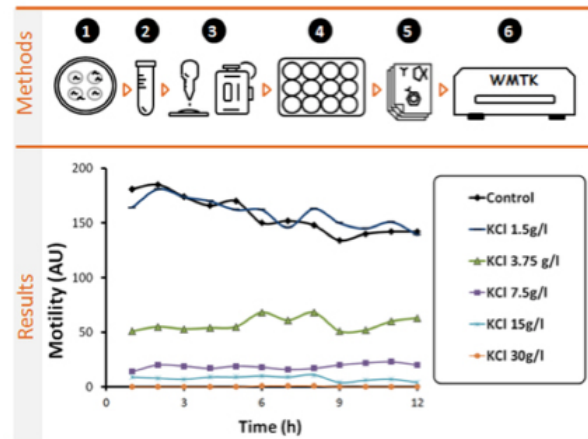 Methods
1 2 3 4 5 6
WMTK
Results
Motility (AU)
200
150
100
50
0
0 3 6 9 12
Time (h)
Control
KCl 1.5g/l
KCl 3.75 g/l
KCl 7.5g/l
KCl 15g/l
KCl 30g/l